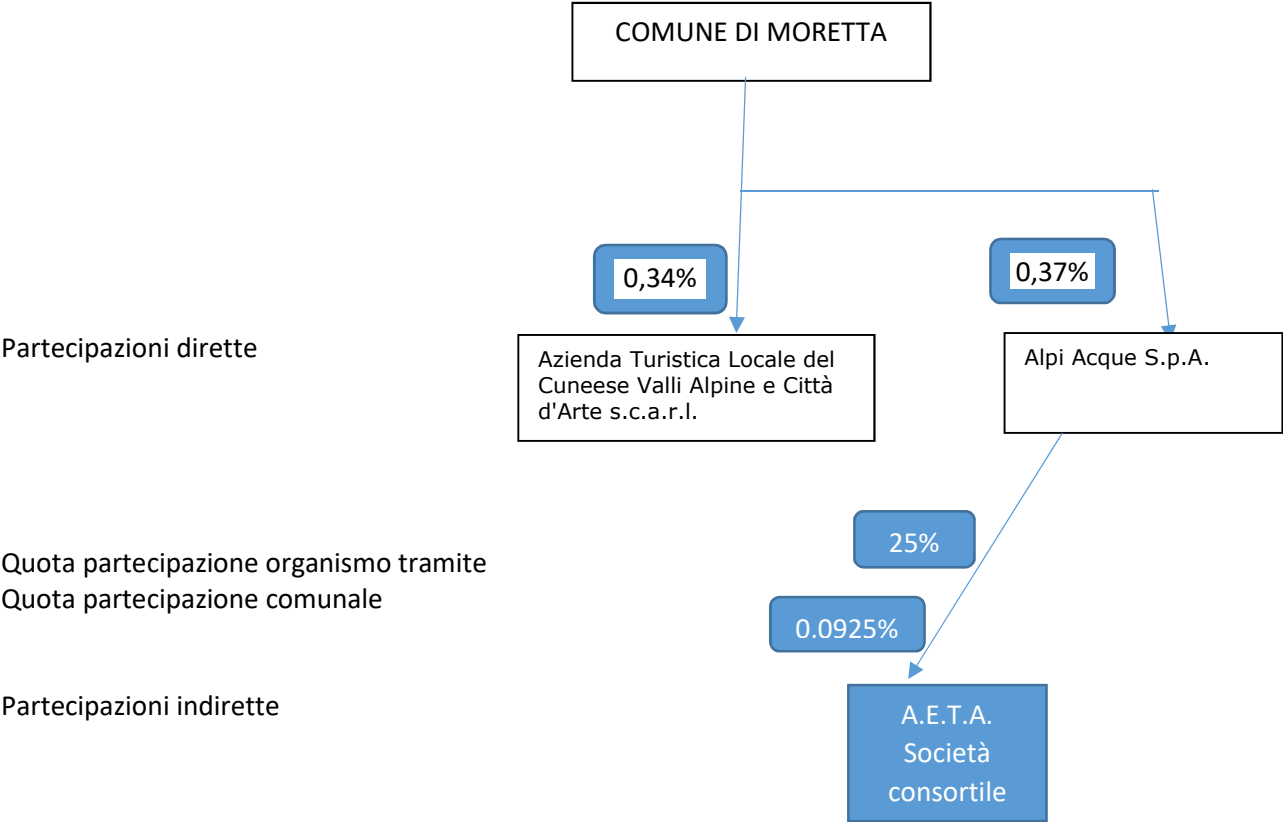 COMUNE DI MORETTA
0,34%
0,37%
Partecipazioni dirette
Azienda Turistica Locale del
Cuneese Valli Alpine e Città
d'Arte s.c.a.r.l.
Alpi Acque S.p.A.
25%
Quota partecipazione organismo tramite
Quota partecipazione comunale
0.0925%
Partecipazioni indirette
A.E.T.A.
Società
consortile